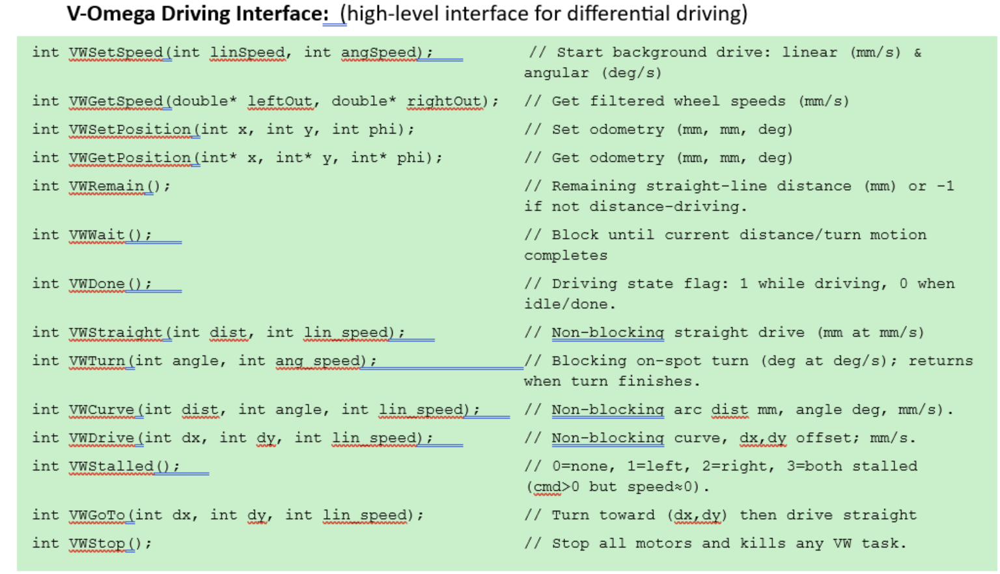 V-Omega Driving Interface:  (high-level interface for differential driving)
int VWSetSpeed(int linSpeed, int angSpeed); // Start background drive: linear (mm/s) &
angular (deg/s)
int VWGetSpeed(double* leftOut, double* rightOut); // Get filtered wheel speeds (mm/s)
int VWSetPosition(int x, int y, int phi); // Set odometry (mm, mm, deg)
int VWGetPosition(int* x, int* y, int* phi); // Get odometry (mm, mm, deg)
int VWRemain(); // Remaining straight-line distance (mm) or -1
if not distance-driving.
int VWWait(); // Block until current distance/turn motion
completes
int VWDone(); // Driving state flag: 1 while driving, 0 when
idle/done.
int VWStraight(int dist, int lin_speed); // Non-blocking straight drive (mm at mm/s)
int VWTurn(int angle, int ang_speed); // Blocking on-spot turn (deg at deg/s); returns
when turn finishes.
int VWCurve(int dist, int angle, int lin_speed); // Non-blocking arc dist mm, angle deg, mm/s).
int VWDrive(int dx, int dy, int lin_speed); // Non-blocking curve, dx,dy offset; mm/s.
int VWStalled(); // 0=none, 1=left, 2=right, 3=both stalled
(cmd>0 but speed≈0).
int VWGoTo(int dx, int dy, int lin_speed); // Turn toward (dx,dy) then drive straight
int VWStop(); // Stop all motors and kills any VW task.